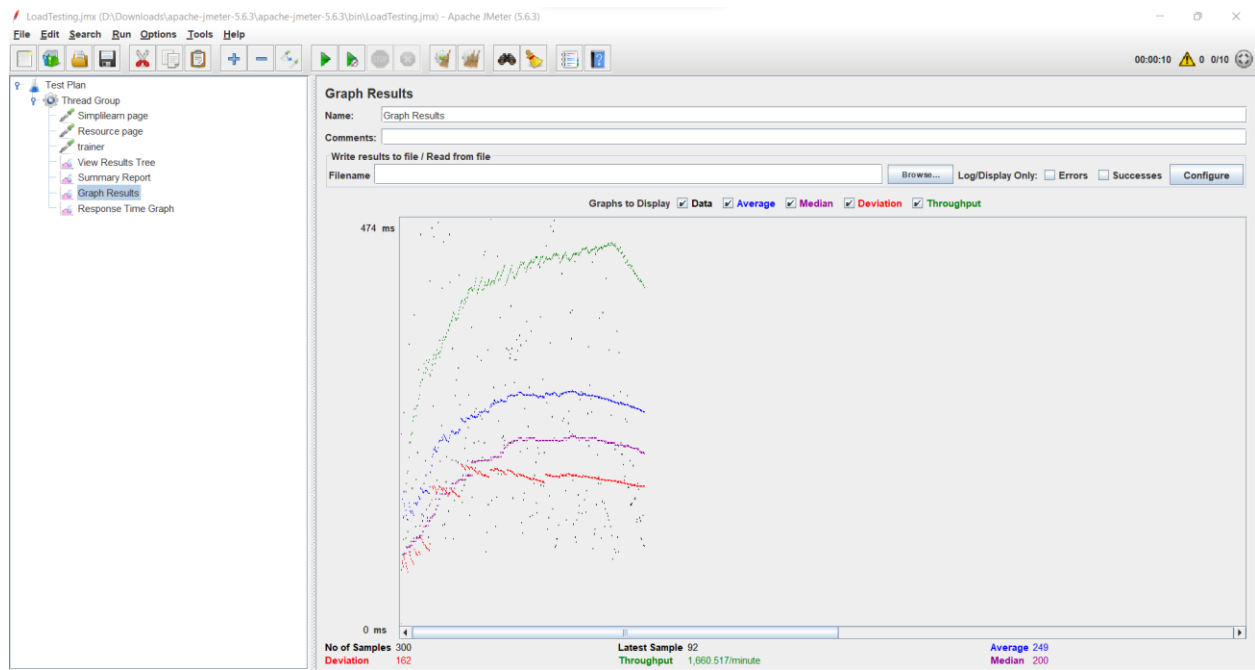 LoadTesting.jmx (D:\Downloads\apache-jmeter-5.6.3\apache-jmeter-5.6.3\bin\LoadTesting.jmx) - Apache JMeter (5.6.3)
File Edit Search Run Options Tools Help
00:00:10 0 0/10
Test Plan
Thread Group
Simplilearn page
Resource page
trainer
View Results Tree
Summary Report
Graph Results
Response Time Graph
Graph Results
Name: Graph Results
Comments:
Write results to file / Read from file
Filename Browse... Log/Display Only: Errors Successes Configure
Graphs to Display Data Average Median Deviation Throughput
474 ms
0 ms
No of Samples 300 Latest Sample 92 Average 249
Deviation 162 Throughput 1,660.517/minute Median 200